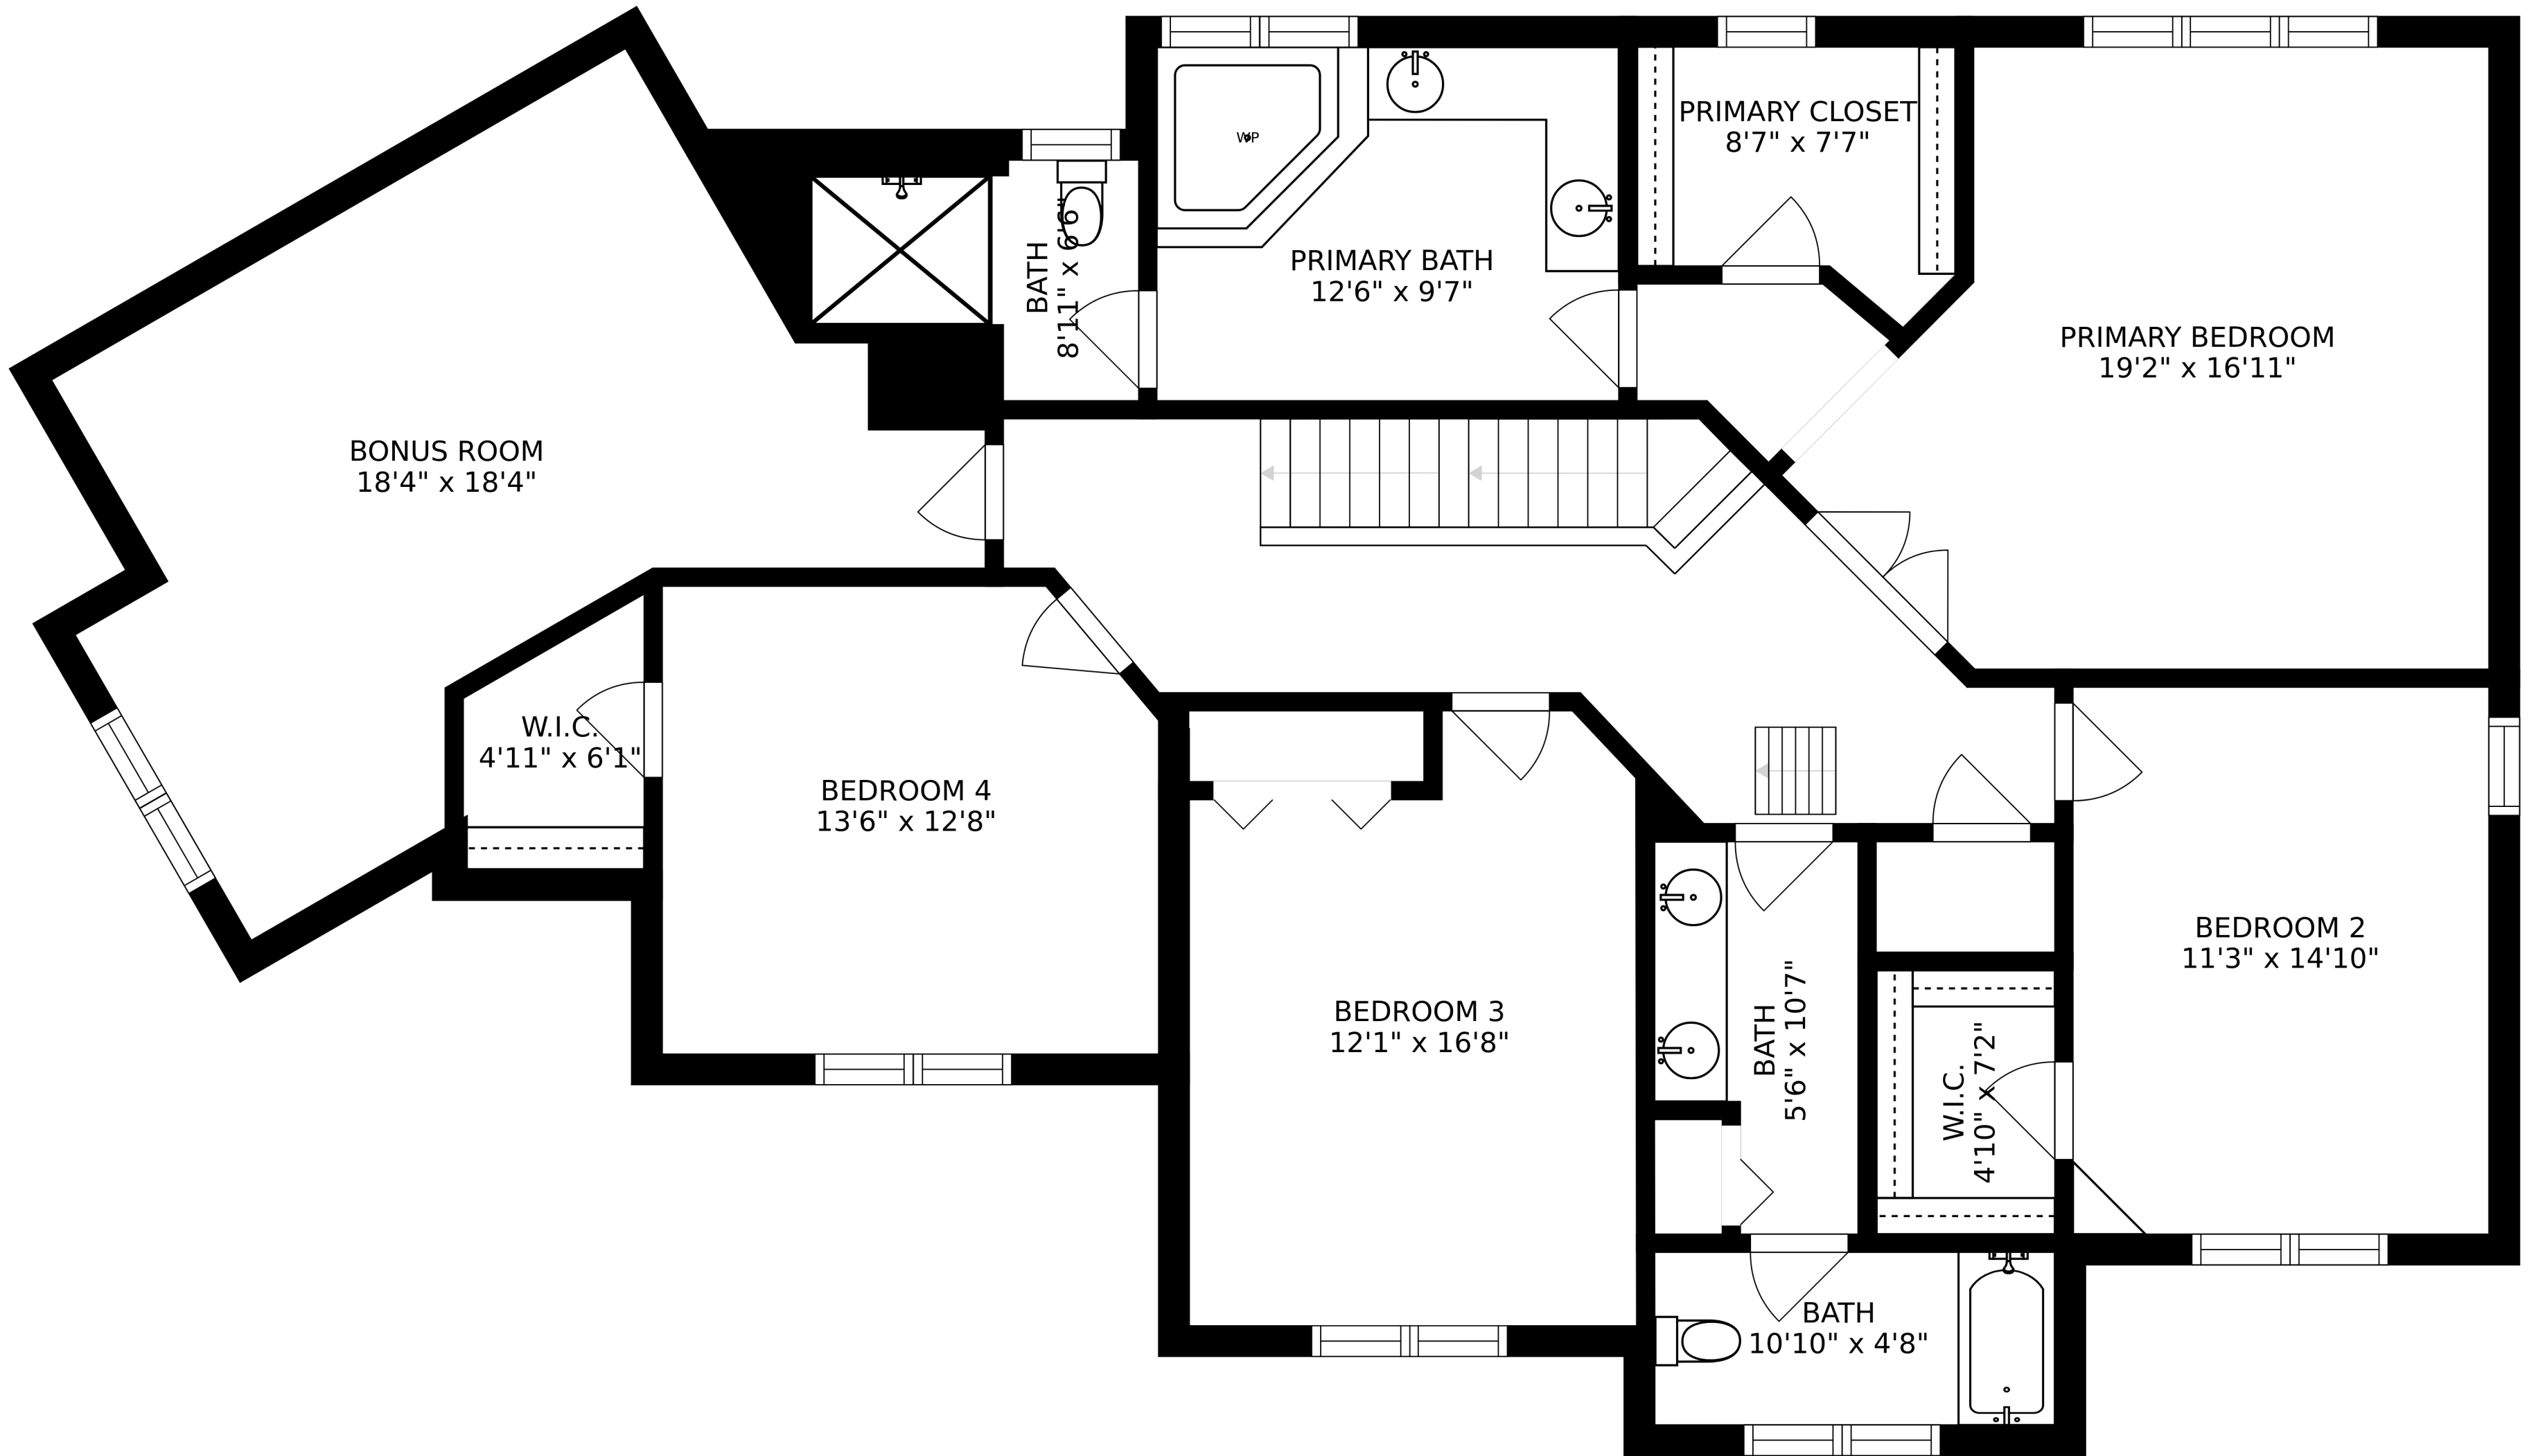 PRIMARY CLOSET
8'7" x 7'7"
WP
BATH
8'11" x 6'6"
PRIMARY BATH
12'6" x 9'7"
PRIMARY BEDROOM
19'2" x 16'11"
BONUS ROOM
18'4" x 18'4"
W.I.C.
4'11" x 6'1"
BEDROOM 4
13'6" x 12'8"
BEDROOM 3
12'1" x 16'8"
BATH
5'6" x 10'7"
W.I.C.
4'10" x 7'2"
BEDROOM 2
11'3" x 14'10"
BATH
10'10" x 4'8"